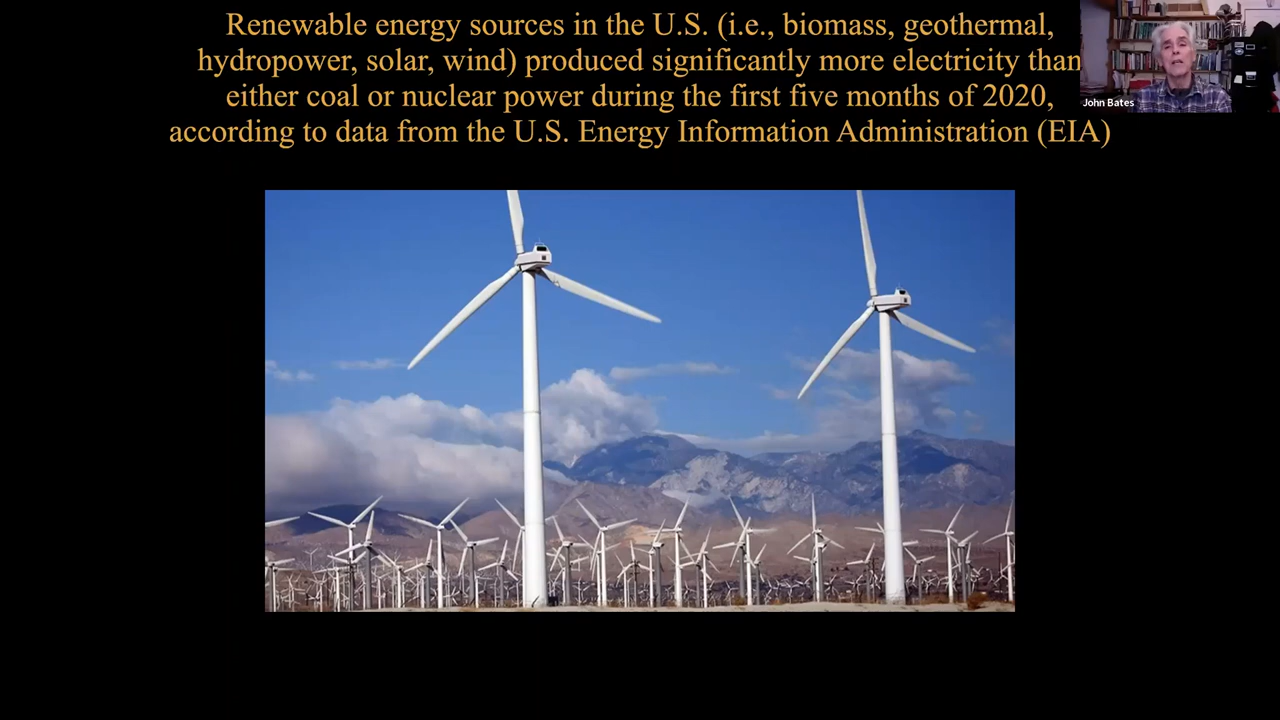 Renewable energy sources in the U.S. (i.e., biomass, geothermal,
hydropower, solar, wind) produced significantly more electricity than
either coal or nuclear power during the first five months of 2020,
according to data from the U.S. Energy Information Administration (EIA)
John Bates